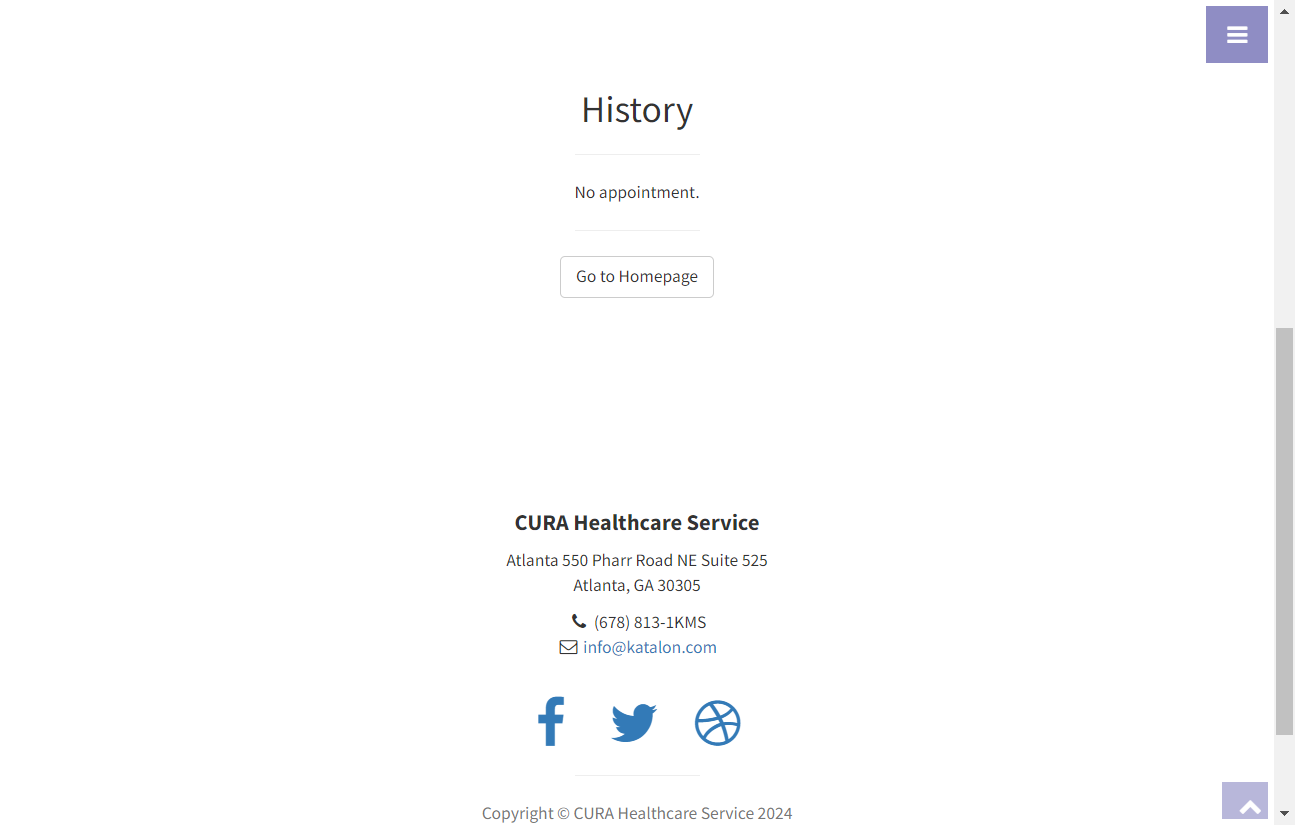 History
No appointment.
Go to Homepage
CURA Healthcare Service
Atlanta 550 Pharr Road NE Suite 525
Atlanta, GA 30305
(678) 813-1KMS
info@katalon.com
Copyright © CURA Healthcare Service 2024